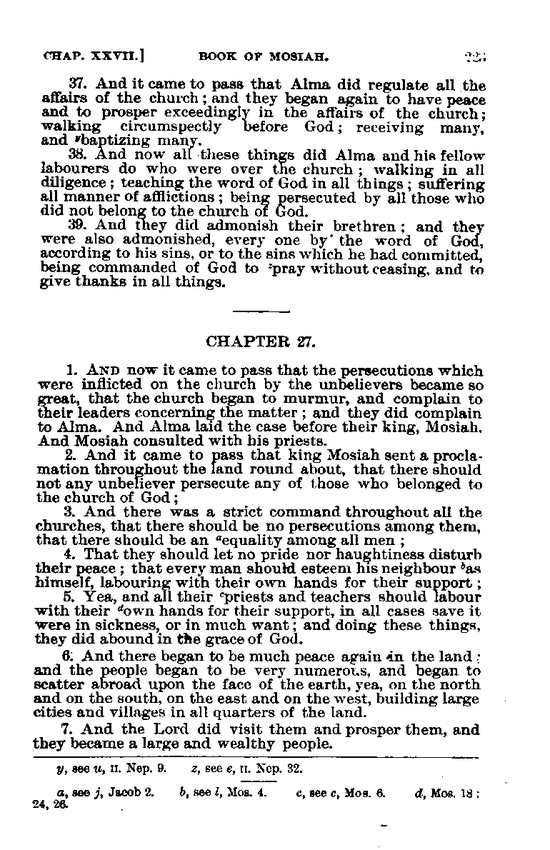 CHAP. XXVII.] BOOK OF MOSIAH.
37. And it came to pass that Alma did regulate all the
affairs of the church; and they began again to have peace
and to prosper exceedingly in the affairs of the church;
walking circumspectly before God; receiving many,
and ʸbaptizing many.
38. And now all these things did Alma and his fellow
labourers do who were over the church; walking in all
diligence; teaching the word of God in all things; suffering
all manner of afflictions; being persecuted by all those who
did not belong to the church of God.
39. And they did admonish their brethren; and they
were also admonished, every one by the word of God,
according to his sins, or to the sins which he had committed,
being commanded of God to ᶻpray without ceasing, and to
give thanks in all things.
CHAPTER 27.
1. AND now it came to pass that the persecutions which
were inflicted on the church by the unbelievers became so
great, that the church began to murmur, and complain to
their leaders concerning the matter; and they did complain
to Alma. And Alma laid the case before their king, Mosiah.
And Mosiah consulted with his priests.
2. And it came to pass that king Mosiah sent a procla-
mation throughout the land round about, that there should
not any unbeliever persecute any of those who belonged to
the church of God;
3. And there was a strict command throughout all the
churches, that there should be no persecutions among them,
that there should be an ᵃequality among all men;
4. That they should let no pride nor haughtiness disturb
their peace; that every man should esteem his neighbour ᵇas
himself, labouring with their own hands for their support;
5. Yea, and all their ᶜpriests and teachers should labour
with their ᵈown hands for their support, in all cases save it
were in sickness, or in much want; and doing these things,
they did abound in the grace of God.
6. And there began to be much peace again in the land;
and the people began to be very numerous, and began to
scatter abroad upon the face of the earth, yea, on the north
and on the south, on the east and on the west, building large
cities and villages in all quarters of the land.
7. And the Lord did visit them and prosper them, and
they became a large and wealthy people.
y, see u, II. Nep. 9. z, see e, II. Nep. 32.
a, see j, Jacob 2. b, see l, Mos. 4. c, see c, Mos. 6. d, Mos. 18:
24, 26.